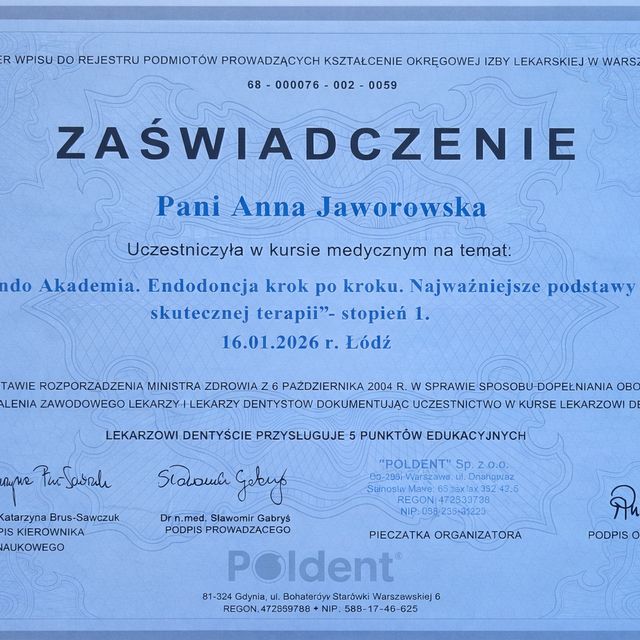 ER WPISU DO REJESTRU PODMIOTÓW PROWADZĄCYCH KSZTAŁCENIE OKRĘGOWEJ IZBY LEKARSKIEJ W WARSZ
68 - 000076 - 002 - 0059
ZAŚWIADCZENIE
Pani Anna Jaworowska
Uczestniczyła w kursie medycznym na temat:
ndo Akademia. Endodoncja krok po kroku. Najważniejsze podstawy
skutecznej terapii”- stopień 1.
16.01.2026 r. Łódź
TAWIE ROZPORZĄDZENIA MINISTRA ZDROWIA Z 6 PAŹDZIERNIKA 2004 R. W SPRAWIE SPOSOBU DOPEŁNIANIA OBO
ALENIA ZAWODOWEGO LEKARZY I LEKARZY DENTYSTÓW DOKUMENTUJĄC UCZESTNICTWO W KURSE LEKARZOWI DE
LEKARZOWI DENTYŚCIE PRZYSŁUGUJE 5 PUNKTÓW EDUKACYJNYCH
"POLDENT" Sp. z o.o.
REGON
NIP:
Katarzyna Brus-Sawczuk
PIS KIEROWNIKA
NAUKOWEGO
Dr n.med. Sławomir Gabryś
PODPIS PROWADZĄCEGO
PIECZATKA ORGANIZATORA
PODPIS O
Poldent®
81-324 Gdynia, ul. Bohateróyv Starówki Warszawskiej 6
REGON. 472859788 • NIP. 588-17-46-625